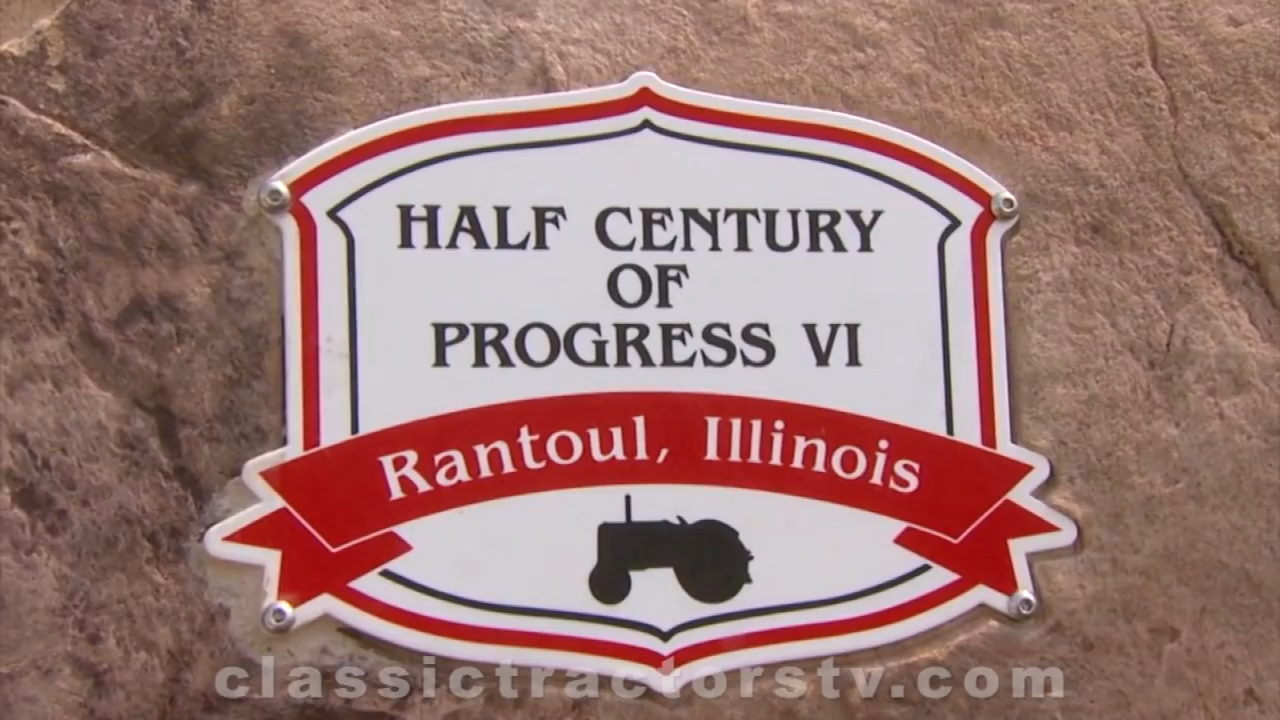 HALF CENTURY
OF
PROGRESS VI
Rantoul, Illinois
classictractorstv.com